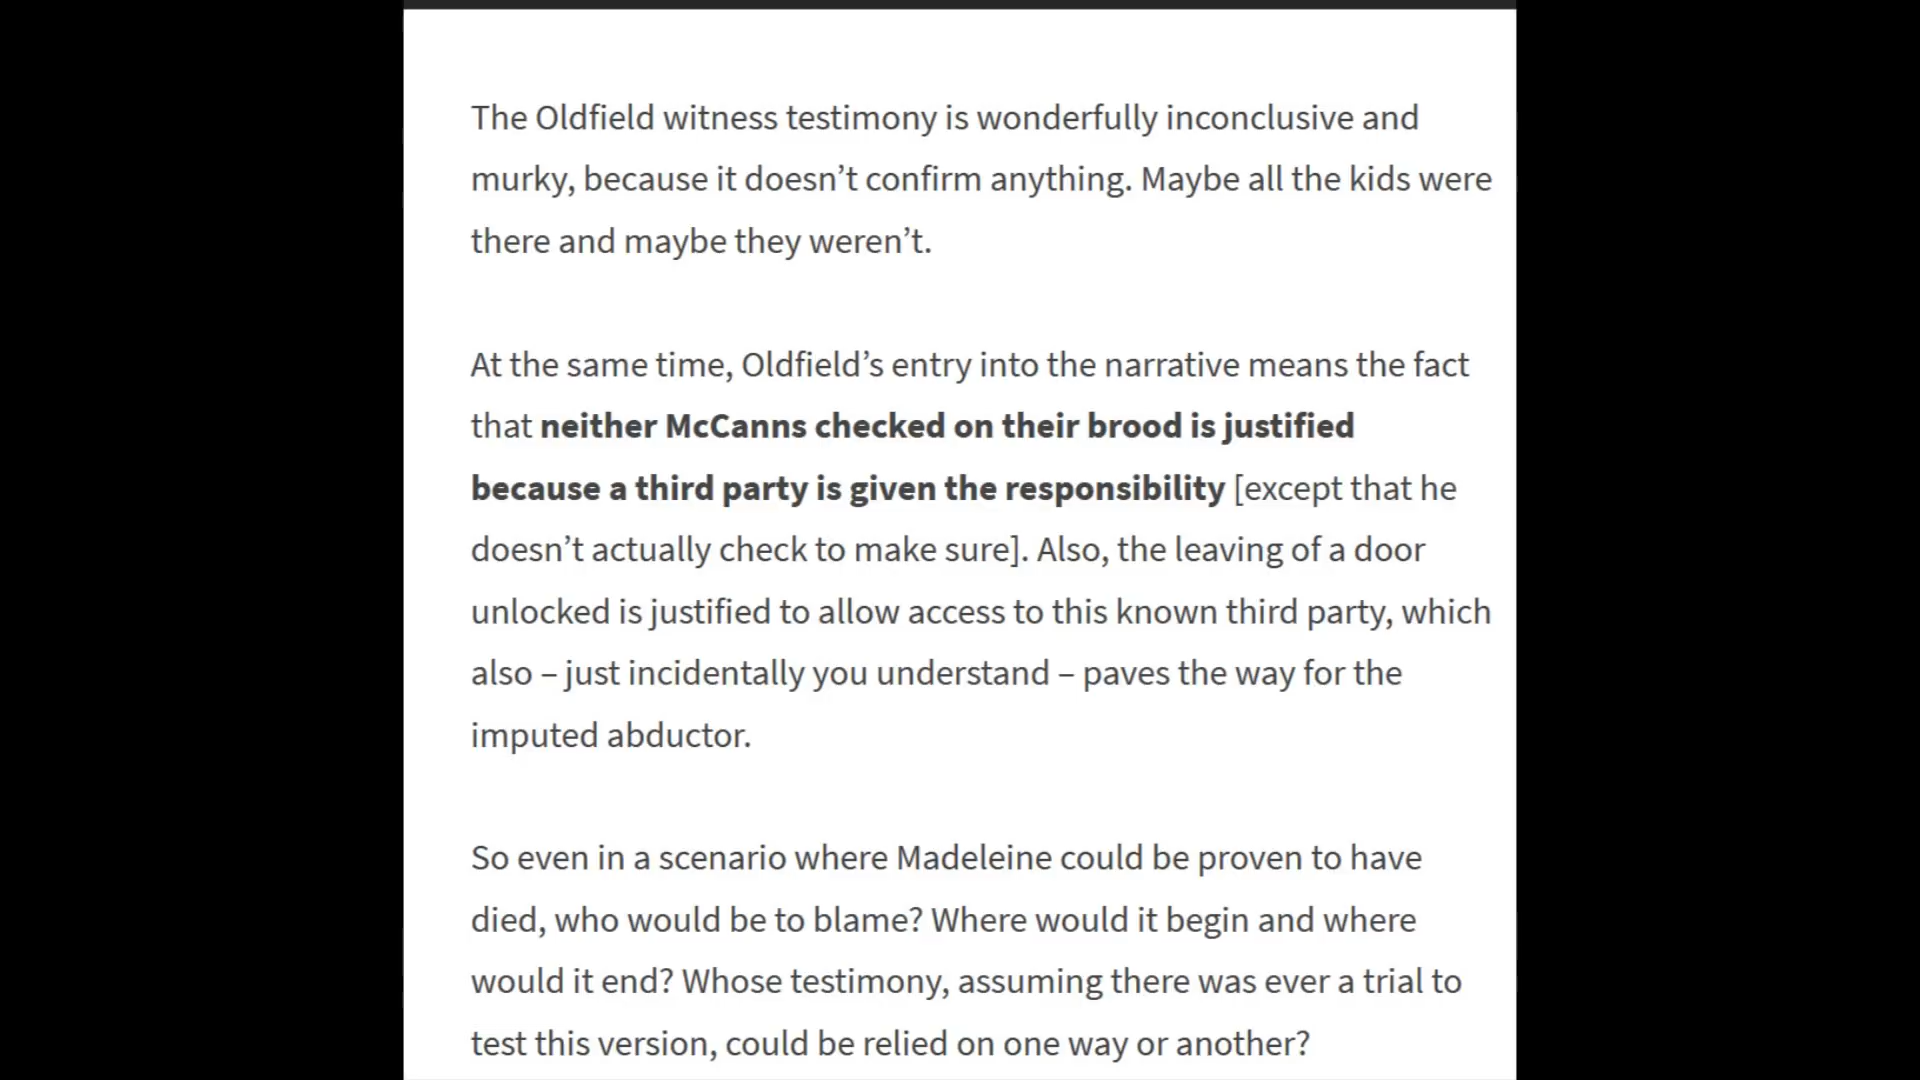 The Oldfield witness testimony is wonderfully inconclusive and
murky, because it doesn’t confirm anything. Maybe all the kids were
there and maybe they weren’t.
At the same time, Oldfield’s entry into the narrative means the fact
that neither McCanns checked on their brood is justified
because a third party is given the responsibility [except that he
doesn’t actually check to make sure]. Also, the leaving of a door
unlocked is justified to allow access to this known third party, which
also – just incidentally you understand – paves the way for the
imputed abductor.
So even in a scenario where Madeleine could be proven to have
died, who would be to blame? Where would it begin and where
would it end? Whose testimony, assuming there was ever a trial to
test this version, could be relied on one way or another?